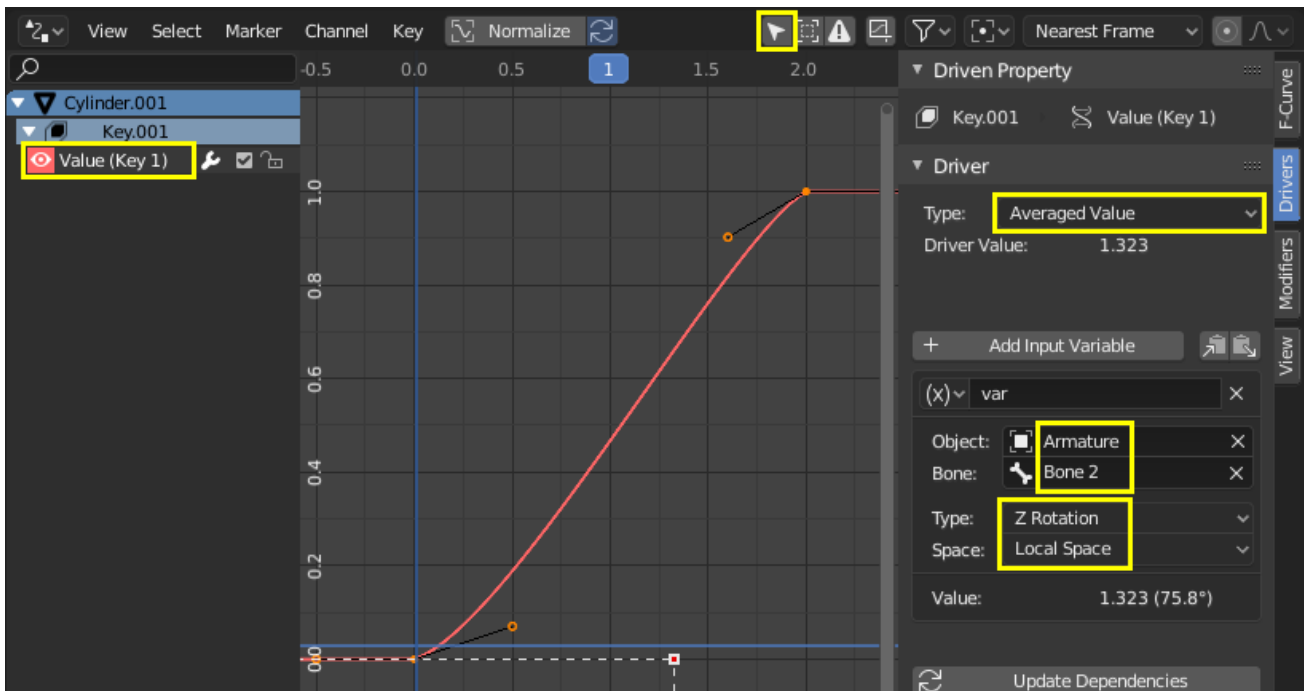 View Select Marker Channel Key Normalize Nearest Frame
-0.5 0.0 0.5 1 1.5 2.0
Cylinder.001
Key.001
Value (Key 1)
1.0
0.8
0.6
0.4
0.2
0.0
Driven Property
Key.001 Value (Key 1)
Driver
Type: Averaged Value
Driver Value: 1.323
+ Add Input Variable
(x) var
Object: Armature
Bone: Bone 2
Type: Z Rotation
Space: Local Space
Value: 1.323 (75.8°)
Update Dependencies
F-Curve
Drivers
Modifiers
View